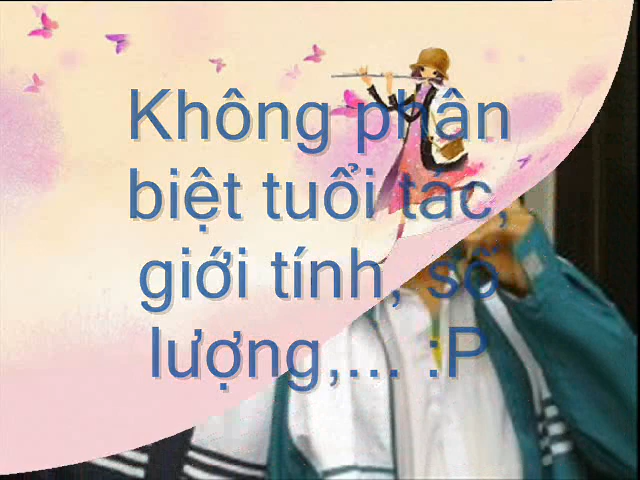 Không phân
biệt tuổi tác,
giới tính, số
lượng,... :P